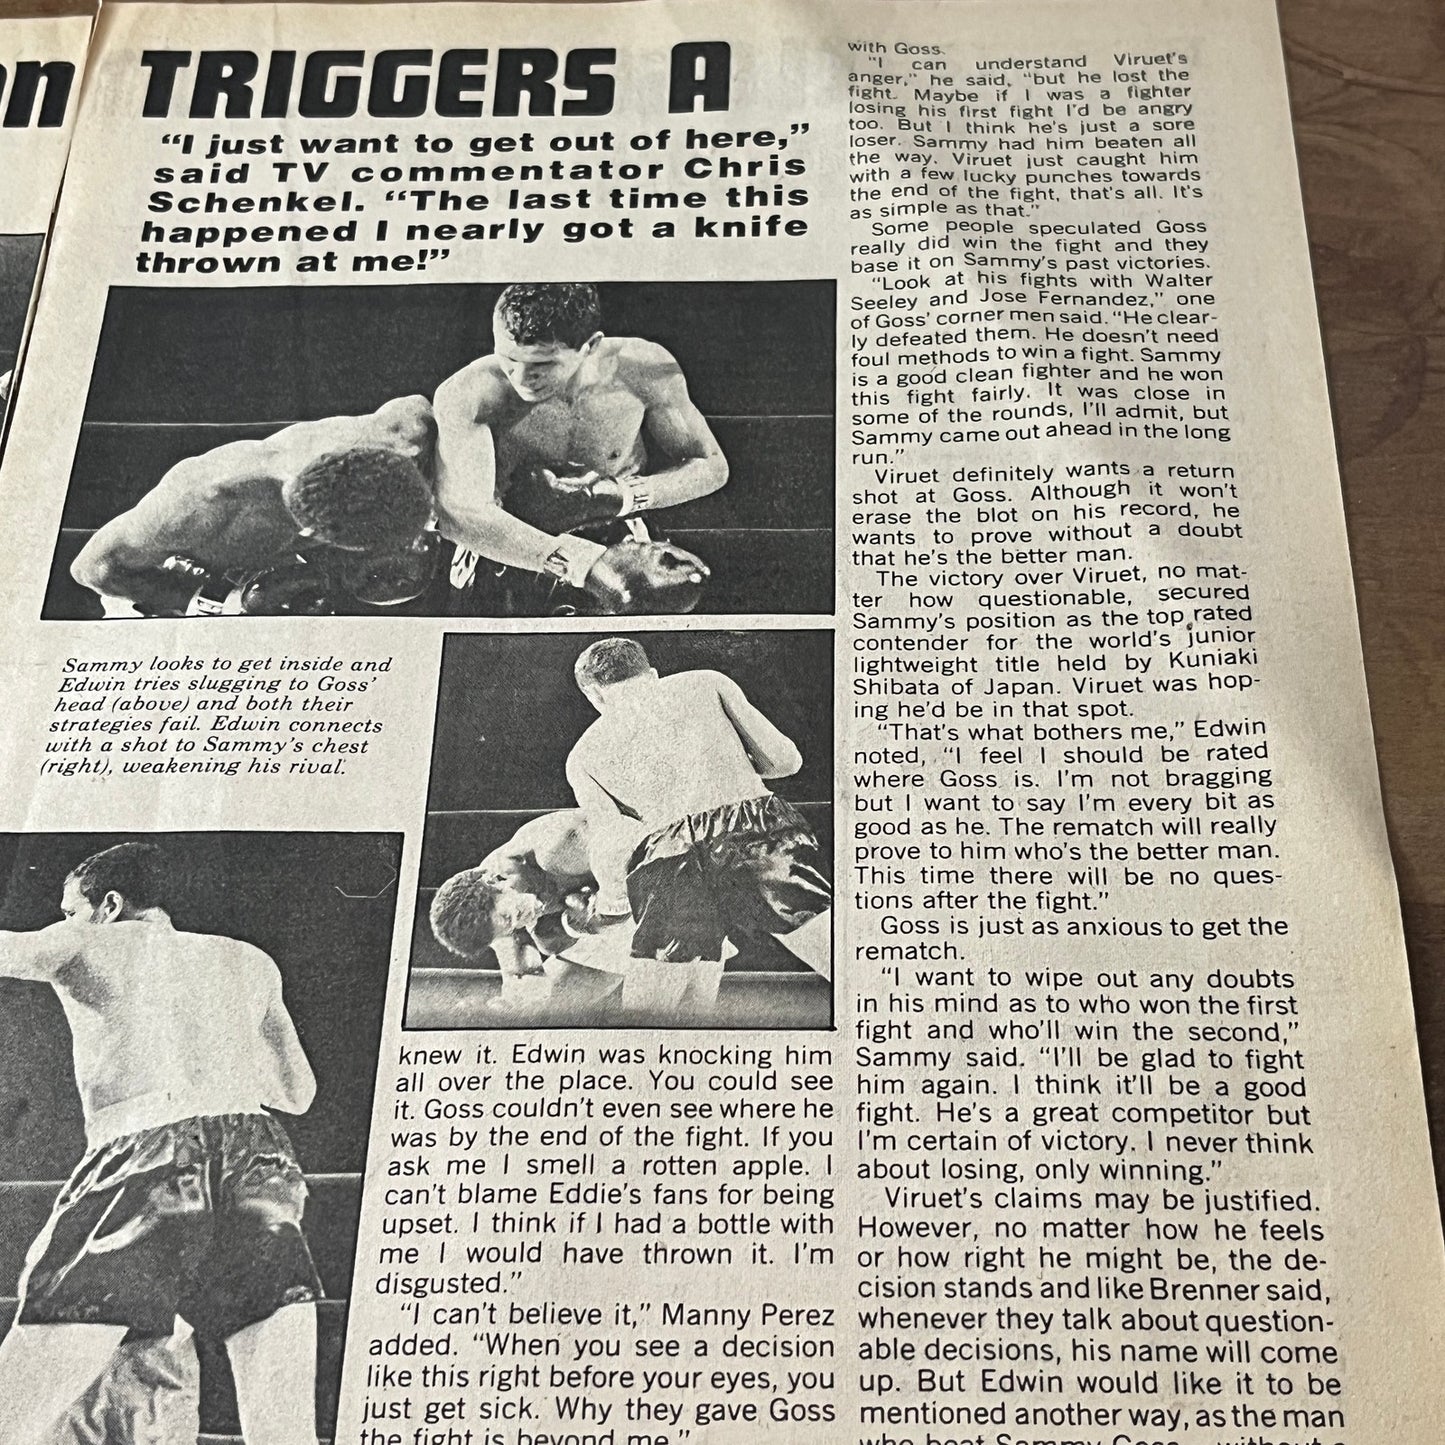 on TRIGGERS A
“I just want to get out of here,”
said TV commentator Chris
Schenkel. “The last time this
happened I nearly got a knife
thrown at me!”
Sammy looks to get inside and
Edwin tries slugging to Goss’
head (above) and both their
strategies fail. Edwin connects
with a shot to Sammy’s chest
(right), weakening his rival.
knew it. Edwin was knocking him
all over the place. You could see
it. Goss couldn’t even see where he
was by the end of the fight. If you
ask me I smell a rotten apple. I
can’t blame Eddie’s fans for being
upset. I think if I had a bottle with
me I would have thrown it. I’m
disgusted.”
“I can’t believe it,” Manny Perez
added. “When you see a decision
like this right before your eyes, you
just get sick. Why they gave Goss
the fight is beyond me.”
with Goss.
“I can understand Viruet’s
anger,” he said, “but he lost the
fight. Maybe if I was a fighter
losing his first fight I’d be angry
too. But I think he’s just a sore
loser. Sammy had him beaten all
the way. Viruet just caught him
with a few lucky punches towards
the end of the fight, that’s all. It’s
as simple as that.”
Some people speculated Goss
really did win the fight and they
base it on Sammy’s past victories.
“Look at his fights with Walter
Seeley and Jose Fernandez,” one
of Goss’ corner men said. “He clear-
ly defeated them. He doesn’t need
foul methods to win a fight. Sammy
is a good clean fighter and he won
this fight fairly. It was close in
some of the rounds, I’ll admit, but
Sammy came out ahead in the long
run.”
Viruet definitely wants a return
shot at Goss. Although it won’t
erase the blot on his record, he
wants to prove without a doubt
that he’s the better man.
The victory over Viruet, no mat-
ter how questionable, secured
Sammy’s position as the top rated
contender for the world’s junior
lightweight title held by Kuniaki
Shibata of Japan. Viruet was hop-
ing he’d be in that spot.
“That’s what bothers me,” Edwin
noted, “I feel I should be rated
where Goss is. I’m not bragging
but I want to say I’m every bit as
good as he. The rematch will really
prove to him who’s the better man.
This time there will be no ques-
tions after the fight.”
Goss is just as anxious to get the
rematch.
“I want to wipe out any doubts
in his mind as to who won the first
fight and who’ll win the second,”
Sammy said. “I’ll be glad to fight
him again. I think it’ll be a good
fight. He’s a great competitor but
I’m certain of victory. I never think
about losing, only winning.”
Viruet’s claims may be justified.
However, no matter how he feels
or how right he might be, the de-
cision stands and like Brenner said,
whenever they talk about question-
able decisions, his name will come
up. But Edwin would like it to be
mentioned another way, as the man
who beat Sammy Goss—without a